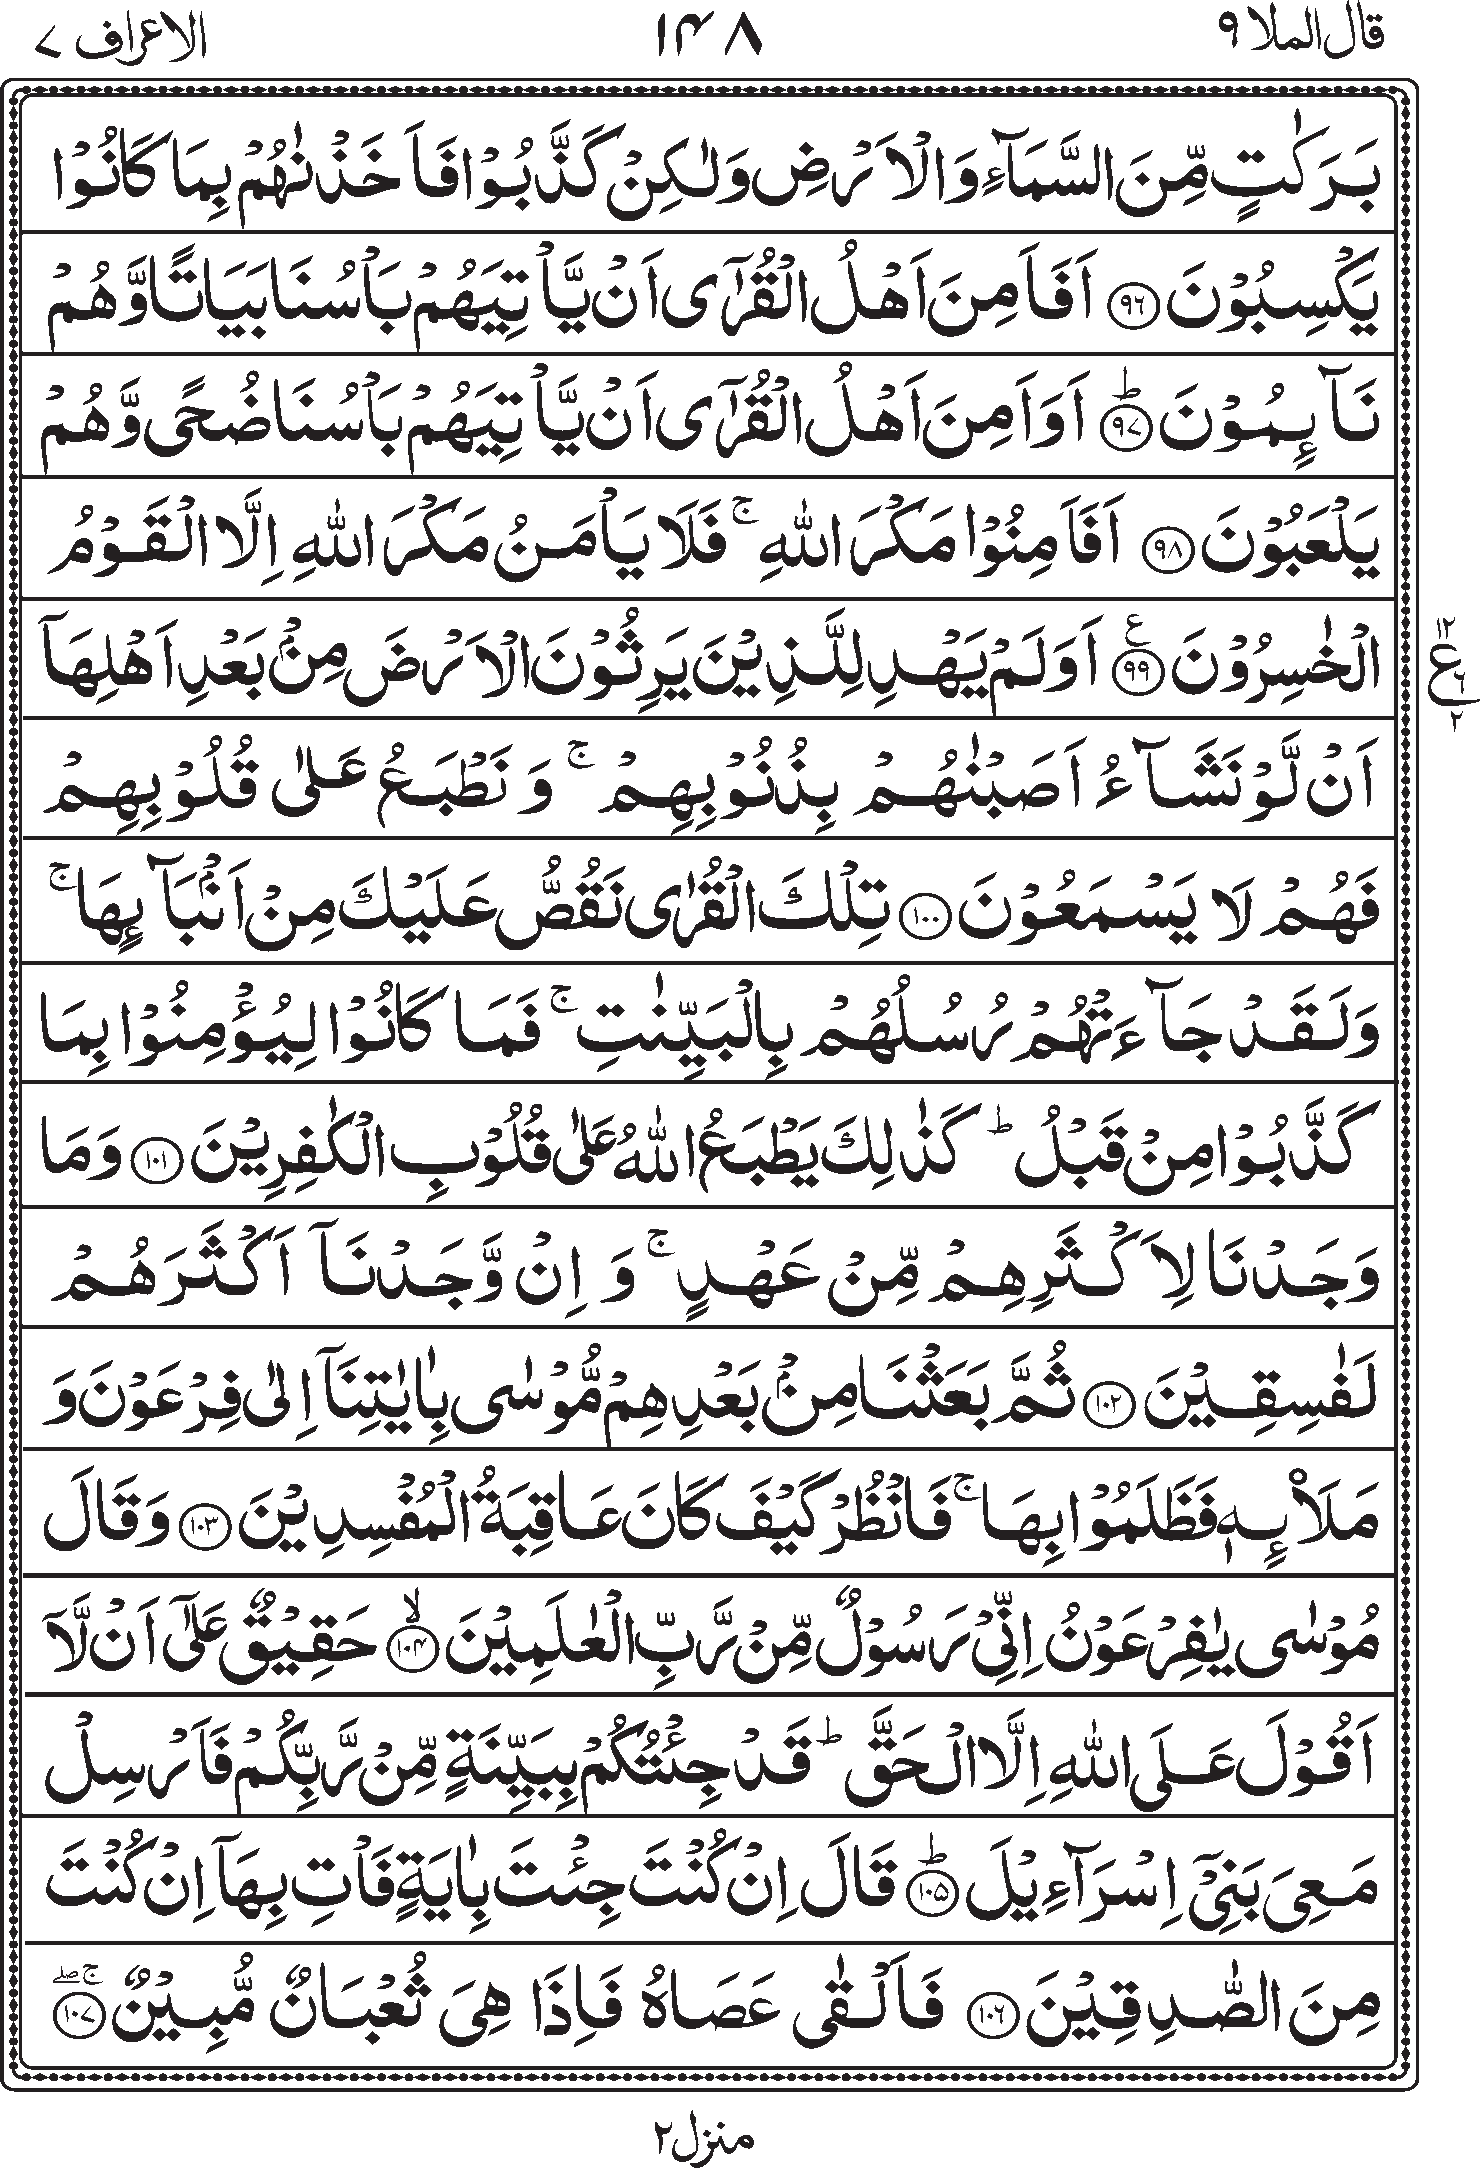 قال الملا ۹ ۱۴۸ الاعراف ۷
بَرَكٰتٍ مِّنَ السَّمَآءِ وَالْاَرْضِ وَلٰكِنْ كَذَّبُوْا فَاَخَذْنٰهُمْ بِمَا كَانُوْا
يَكْسِبُوْنَ ۹۶ اَفَاَمِنَ اَهْلُ الْقُرٰٓى اَنْ يَّاْتِيَهُمْ بَاْسُنَا بَيَاتًا وَّهُمْ
نَآئِمُوْنَ ؕ۹۷ اَوَاَمِنَ اَهْلُ الْقُرٰٓى اَنْ يَّاْتِيَهُمْ بَاْسُنَا ضُحًى وَّهُمْ
يَلْعَبُوْنَ ۹۸ اَفَاَمِنُوْا مَكْرَ اللّٰهِ ۚ فَلَا يَاْمَنُ مَكْرَ اللّٰهِ اِلَّا الْقَوْمُ
الْخٰسِرُوْنَ ع ۹۹ اَوَلَمْ يَهْدِ لِلَّذِيْنَ يَرِثُوْنَ الْاَرْضَ مِنْۢ بَعْدِ اَهْلِهَآ
۱۲ ع ۶ ۲
اَنْ لَّوْ نَشَآءُ اَصَبْنٰهُمْ بِذُنُوْبِهِمْ ۚ وَنَطْبَعُ عَلٰى قُلُوْبِهِمْ
فَهُمْ لَا يَسْمَعُوْنَ ۱۰۰ تِلْكَ الْقُرٰى نَقُصُّ عَلَيْكَ مِنْ اَنْۢبَآئِهَا ۚ
وَلَقَدْ جَآءَتْهُمْ رُسُلُهُمْ بِالْبَيِّنٰتِ ۚ فَمَا كَانُوْا لِيُؤْمِنُوْا بِمَا
كَذَّبُوْا مِنْ قَبْلُ ؕ كَذٰلِكَ يَطْبَعُ اللّٰهُ عَلٰى قُلُوْبِ الْكٰفِرِيْنَ ۱۰۱ وَمَا
وَجَدْنَا لِاَكْثَرِهِمْ مِّنْ عَهْدٍ ۚ وَاِنْ وَّجَدْنَآ اَكْثَرَهُمْ
لَفٰسِقِيْنَ ۱۰۲ ثُمَّ بَعَثْنَا مِنْۢ بَعْدِهِمْ مُّوْسٰى بِاٰيٰتِنَآ اِلٰى فِرْعَوْنَ وَ
مَلَا۟ئِهٖ فَظَلَمُوْا بِهَا ۚ فَانْظُرْ كَيْفَ كَانَ عَاقِبَةُ الْمُفْسِدِيْنَ ۱۰۳ وَقَالَ
مُوْسٰى يٰفِرْعَوْنُ اِنِّىْ رَسُوْلٌ مِّنْ رَّبِّ الْعٰلَمِيْنَ ۙ۱۰۴ حَقِيْقٌ عَلٰٓى اَنْ لَّآ
اَقُوْلَ عَلَى اللّٰهِ اِلَّا الْحَقَّ ؕ قَدْ جِئْتُكُمْ بِبَيِّنَةٍ مِّنْ رَّبِّكُمْ فَاَرْسِلْ
مَعِىَ بَنِىْٓ اِسْرَآءِيْلَ ؕ۱۰۵ قَالَ اِنْ كُنْتَ جِئْتَ بِاٰيَةٍ فَاْتِ بِهَآ اِنْ كُنْتَ
مِنَ الصّٰدِقِيْنَ ۱۰۶ فَاَلْقٰى عَصَاهُ فَاِذَا هِىَ ثُعْبَانٌ مُّبِيْنٌ ۚۖ۱۰۷
منزل ۲